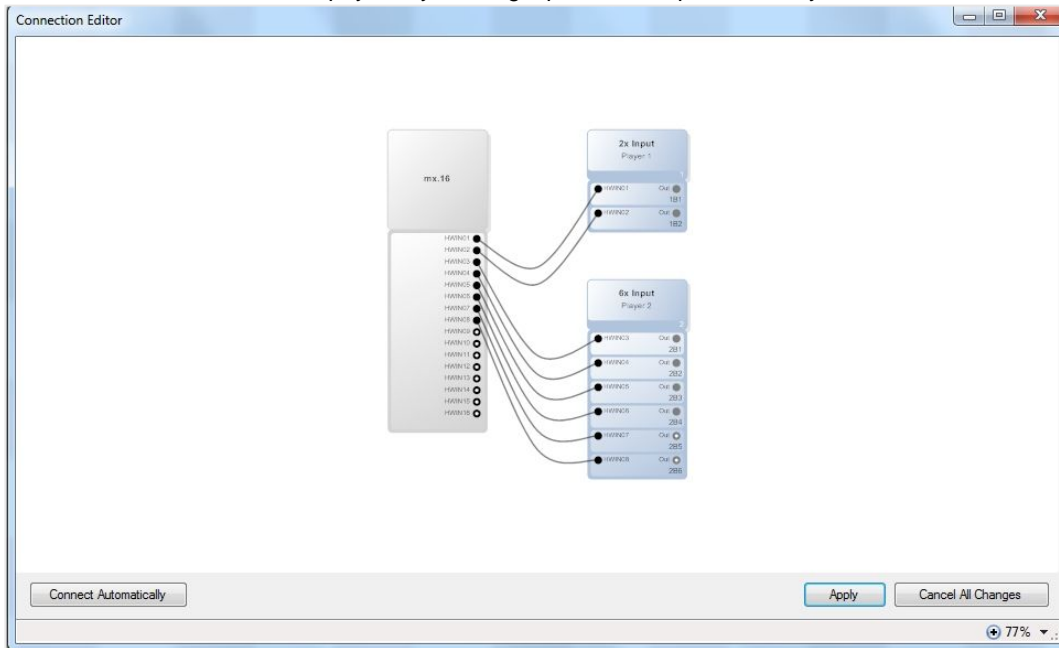 Connection Editor
mx.16
HWIN01
HWIN02
HWIN03
HWIN04
HWIN05
HWIN06
HWIN07
HWIN08
HWIN09
HWIN10
HWIN11
HWIN12
HWIN13
HWIN14
HWIN15
HWIN16
2x Input
Player 1
1
HWIN01 Out
1B1
HWIN02 Out
1B2
6x Input
Player 2
2
HWIN03 Out
2B1
HWIN04 Out
2B2
HWIN05 Out
2B3
HWIN06 Out
2B4
HWIN07 Out
2B5
HWIN08 Out
2B6
Connect Automatically
Apply
Cancel All Changes
77%